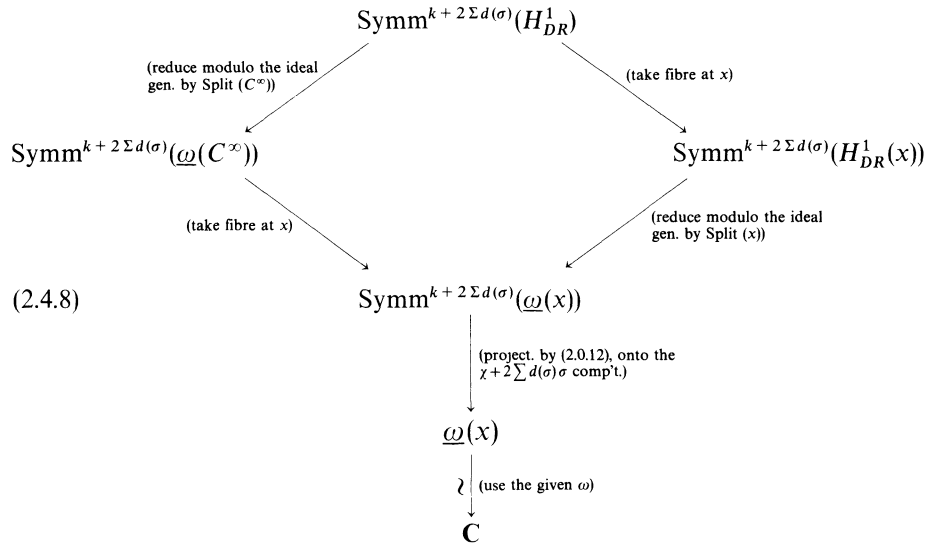 Symm^{k + 2 Σ d(σ)}(H^1_{DR})
(reduce modulo the ideal
gen. by Split (C^∞))
(take fibre at x)
Symm^{k + 2 Σ d(σ)}(ω(C^∞))
Symm^{k + 2 Σ d(σ)}(H^1_{DR}(x))
(take fibre at x)
(reduce modulo the ideal
gen. by Split (x))
(2.4.8)
Symm^{k + 2 Σ d(σ)}(ω(x))
(project. by (2.0.12), onto the
χ + 2 ∑ d(σ) σ comp't.)
ω(x)
≀ (use the given ω)
C